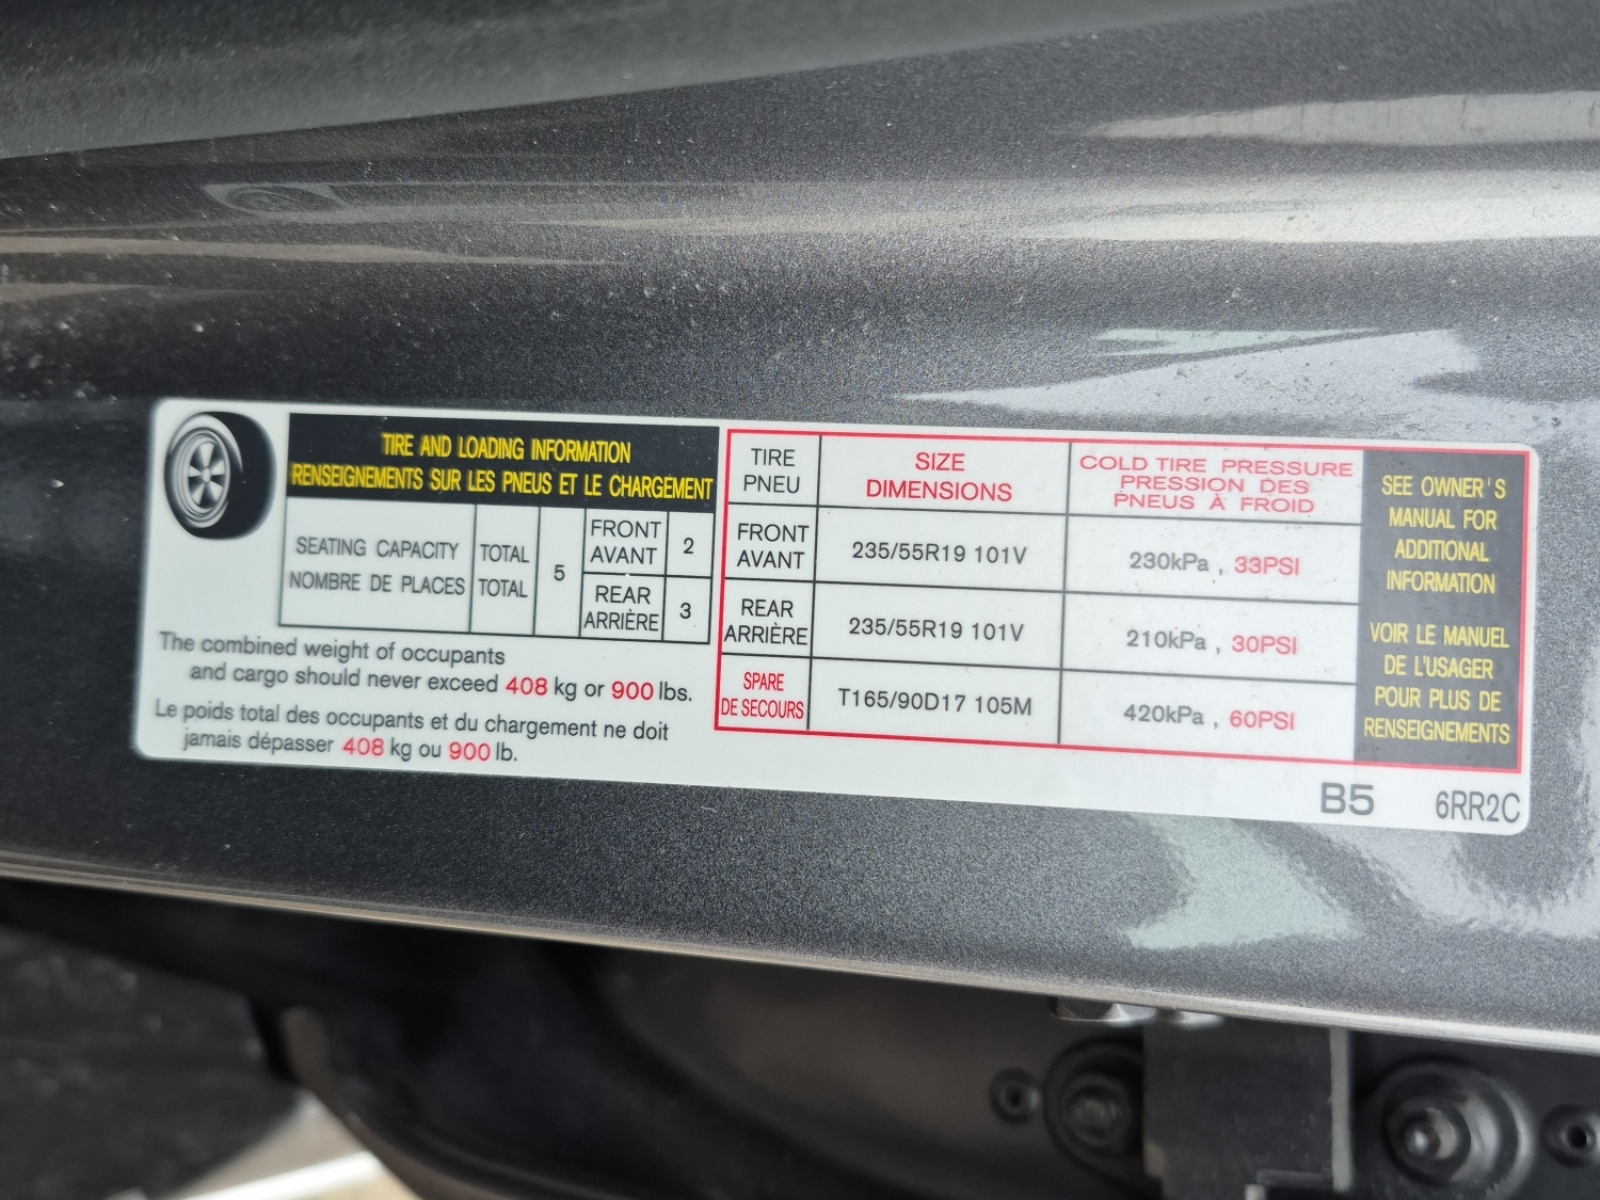 TIRE AND LOADING INFORMATION
RENSEIGNEMENTS SUR LES PNEUS ET LE CHARGEMENT
SEATING CAPACITY
NOMBRE DE PLACES
TOTAL
TOTAL
5
FRONT
AVANT
2
REAR
ARRIÈRE
3
The combined weight of occupants
and cargo should never exceed 408 kg or 900 lbs.
Le poids total des occupants et du chargement ne doit
jamais dépasser 408 kg ou 900 lb.
TIRE
PNEU
SIZE
DIMENSIONS
COLD TIRE PRESSURE
PRESSION DES
PNEUS À FROID
FRONT
AVANT
235/55R19 101V
230kPa , 33PSI
REAR
ARRIÈRE
235/55R19 101V
210kPa , 30PSI
SPARE
DE SECOURS
T165/90D17 105M
420kPa , 60PSI
SEE OWNER'S
MANUAL FOR
ADDITIONAL
INFORMATION
VOIR LE MANUEL
DE L'USAGER
POUR PLUS DE
RENSEIGNEMENTS
B5 6RR2C